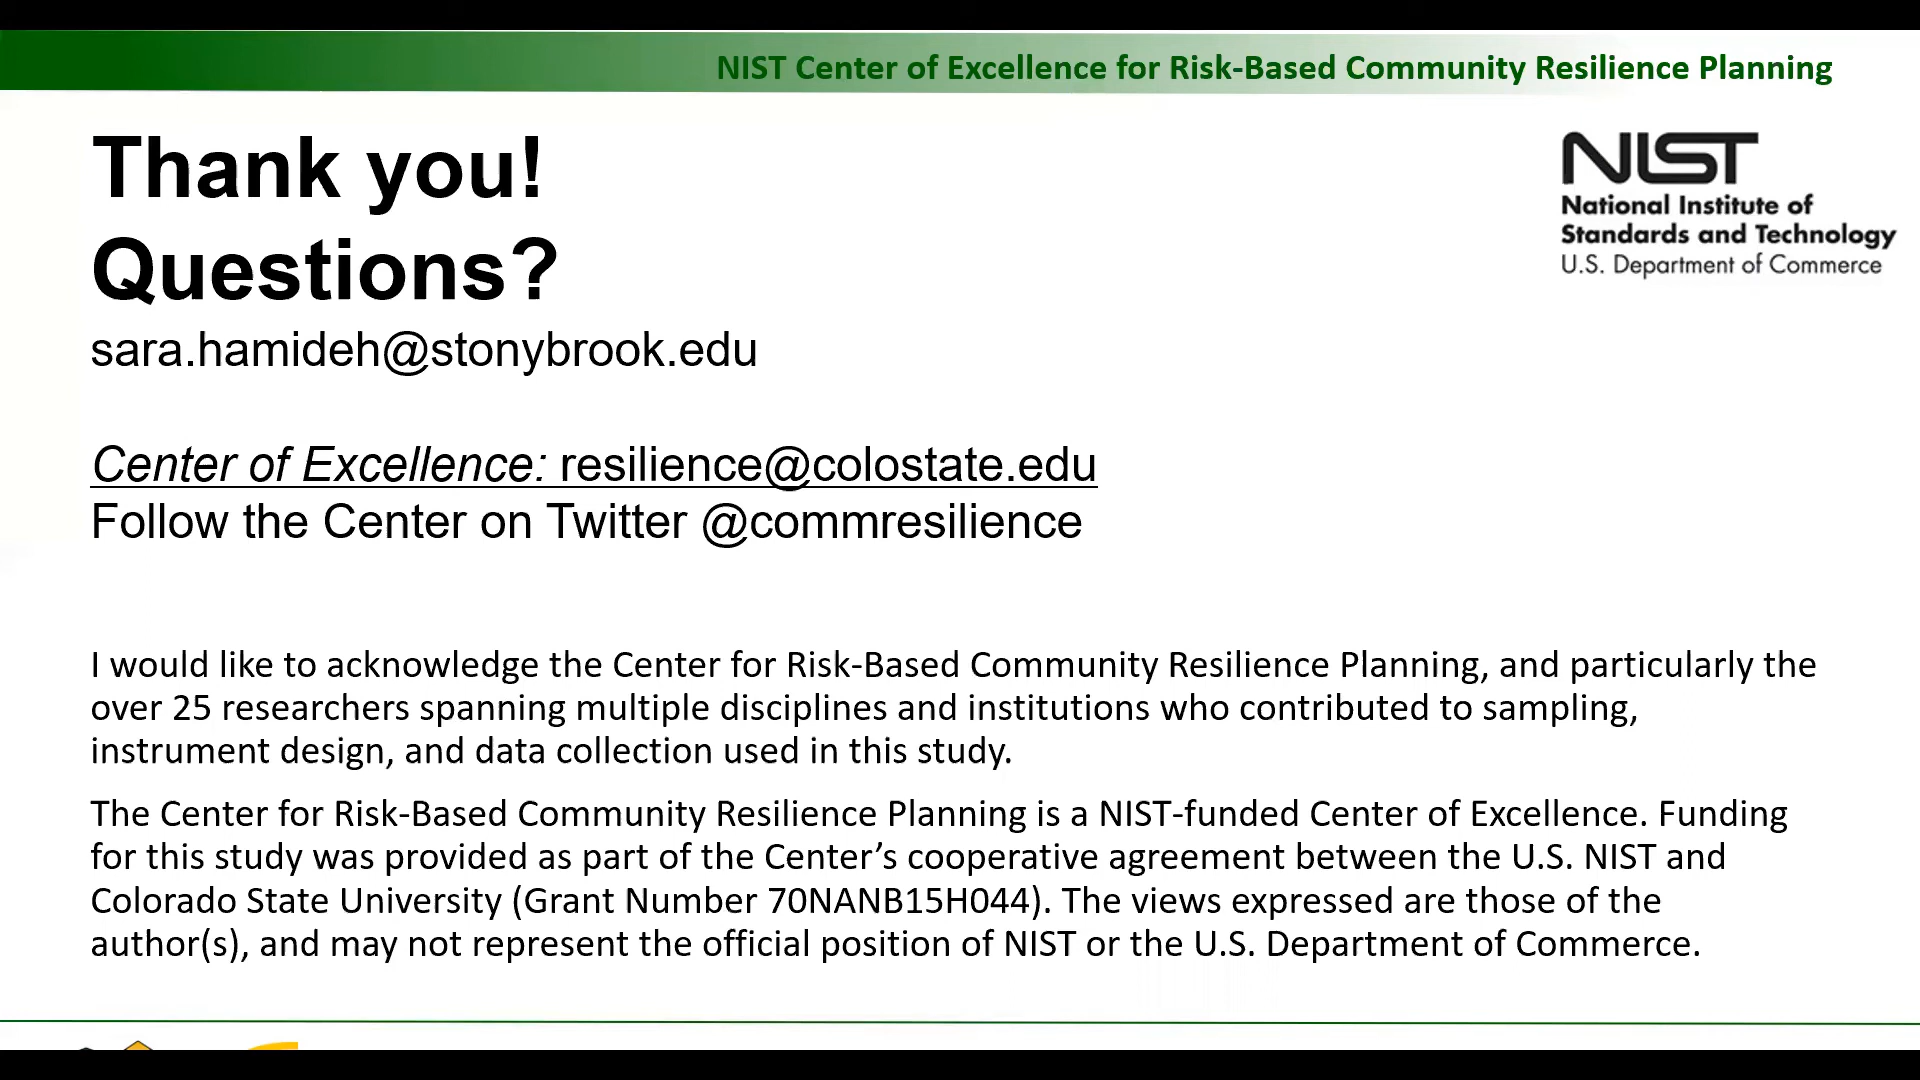 NIST Center of Excellence for Risk-Based Community Resilience Planning
Thank you!
Questions?
NIST
National Institute of
Standards and Technology
U.S. Department of Commerce
sara.hamideh@stonybrook.edu
Center of Excellence: resilience@colostate.edu
Follow the Center on Twitter @commresilience
I would like to acknowledge the Center for Risk-Based Community Resilience Planning, and particularly the
over 25 researchers spanning multiple disciplines and institutions who contributed to sampling,
instrument design, and data collection used in this study.
The Center for Risk-Based Community Resilience Planning is a NIST-funded Center of Excellence. Funding
for this study was provided as part of the Center’s cooperative agreement between the U.S. NIST and
Colorado State University (Grant Number 70NANB15H044). The views expressed are those of the
author(s), and may not represent the official position of NIST or the U.S. Department of Commerce.